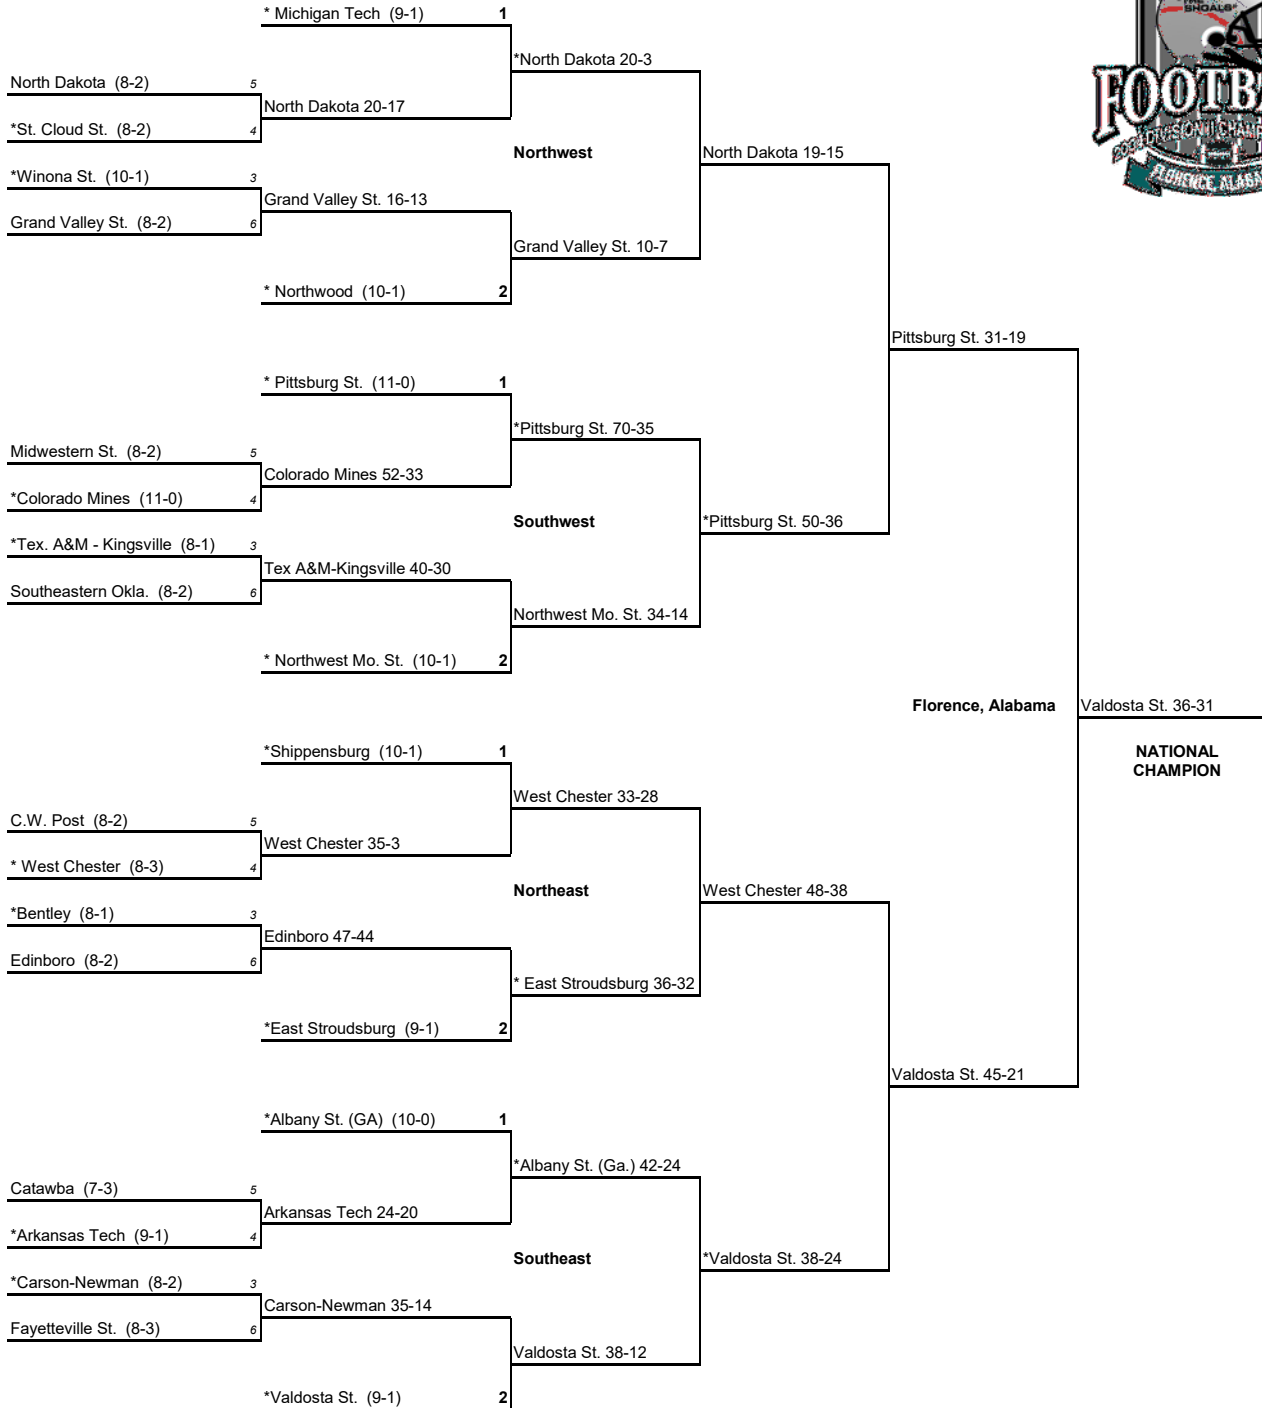 * Michigan Tech (9-1) 1
SHOALS
*North Dakota 20-3
North Dakota (8-2) 5
FOOTBA
North Dakota 20-17
*St. Cloud St. (8-2) 4
Northwest
North Dakota 19-15
*Winona St. (10-1) 3
Grand Valley St. 16-13
Grand Valley St. (8-2) 6
Grand Valley St. 10-7
* Northwood (10-1) 2
Pittsburg St. 31-19
* Pittsburg St. (11-0) 1
*Pittsburg St. 70-35
Midwestern St. (8-2) 5
Colorado Mines 52-33
*Colorado Mines (11-0) 4
Southwest
*Pittsburg St. 50-36
*Tex. A&M - Kingsville (8-1) 3
Tex A&M-Kingsville 40-30
Southeastern Okla. (8-2) 6
Northwest Mo. St. 34-14
* Northwest Mo. St. (10-1) 2
Florence, Alabama
Valdosta St. 36-31
NATIONAL
CHAMPION
*Shippensburg (10-1) 1
West Chester 33-28
C.W. Post (8-2) 5
West Chester 35-3
* West Chester (8-3) 4
Northeast
West Chester 48-38
*Bentley (8-1) 3
Edinboro 47-44
Edinboro (8-2) 6
* East Stroudsburg 36-32
*East Stroudsburg (9-1) 2
Valdosta St. 45-21
*Albany St. (GA) (10-0) 1
*Albany St. (Ga.) 42-24
Catawba (7-3) 5
Arkansas Tech 24-20
*Arkansas Tech (9-1) 4
Southeast
*Valdosta St. 38-24
*Carson-Newman (8-2) 3
Carson-Newman 35-14
Fayetteville St. (8-3) 6
Valdosta St. 38-12
*Valdosta St. (9-1) 2